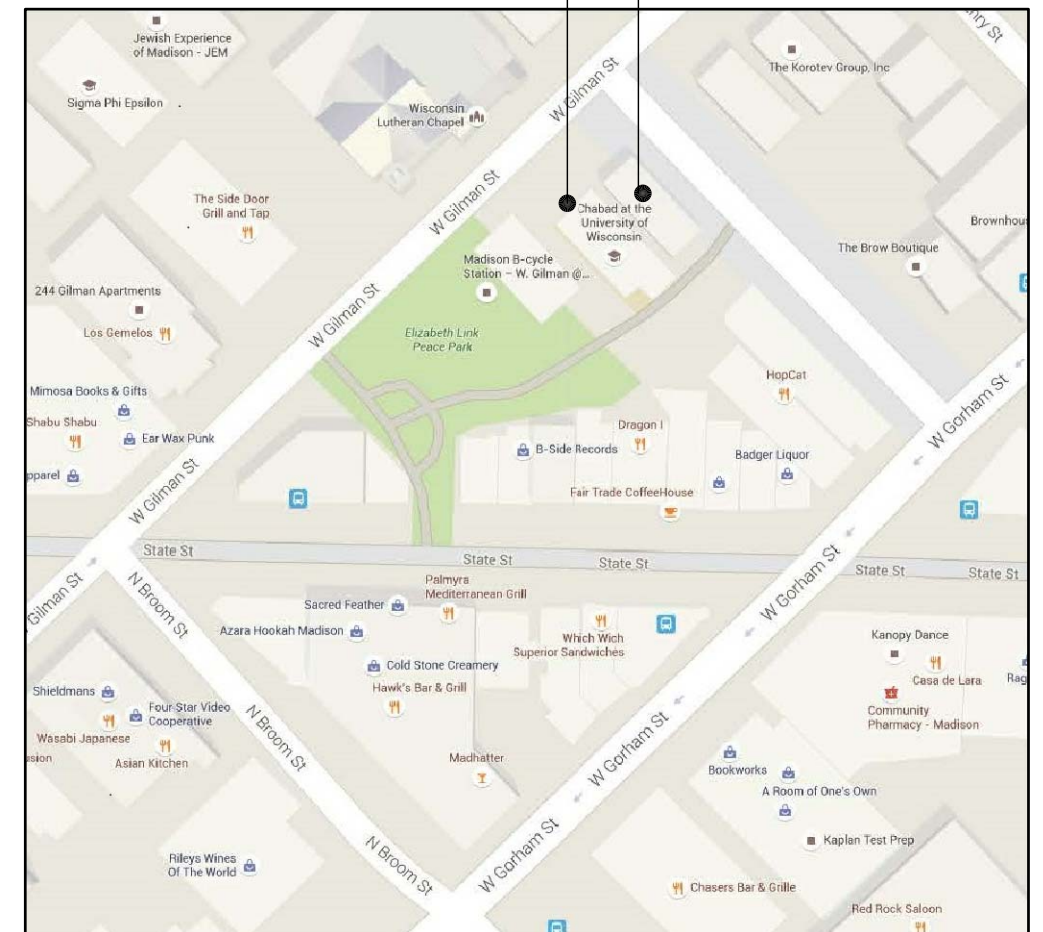 Jewish Experience
of Madison - JEM
Sigma Phi Epsilon
Wisconsin
Lutheran Chapel
W Gilman St
The Korotev Group, Inc
The Side Door
Grill and Tap
W Gilman St
Chabad at the
University of
Wisconsin
The Brow Boutique
Madison B-cycle
Station - W. Gilman @...
244 Gilman Apartments
Los Gemelos
W Gilman St
Elizabeth Link
Peace Park
HopCat
W Gorham St
Mimosa Books & Gifts
Shabu Shabu
Ear Wax Punk
Dragon I
B-Side Records
Badger Liquor
Fair Trade CoffeeHouse
W Gilman St
State St
State St
State St
State St
State St
W Gorham St
Gilman St
N Broom St
Palmyra
Mediterranean Grill
Sacred Feather
Azara Hookah Madison
Which Wich
Superior Sandwiches
Kanopy Dance
Casa de Lara
Cold Stone Creamery
Hawk's Bar & Grill
Shieldmans
Four Star Video
Cooperative
Wasabi Japanese
Asian Kitchen
N Broom St
W Gorham St
Community
Pharmacy - Madison
Madhatter
Bookworks
A Room of One's Own
Kaplan Test Prep
Rileys Wines
Of The World
N Broom St
W Gorham St
Chasers Bar & Grille
Red Rock Saloon